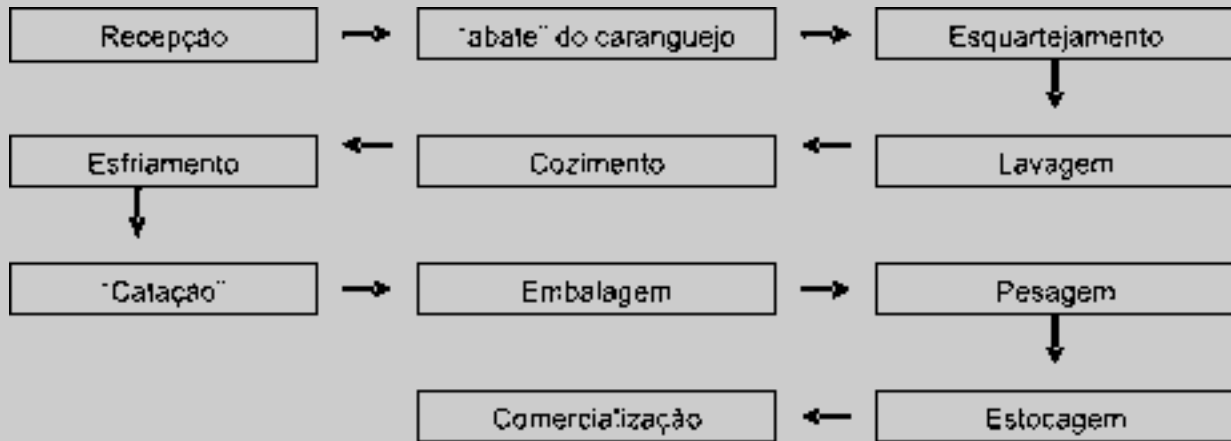 Recepção
"abate" do caranguejo
Esquartejamento
Lavagem
Cozimento
Esfriamento
"Catação"
Embalagem
Pesagem
Estocagem
Comercialização